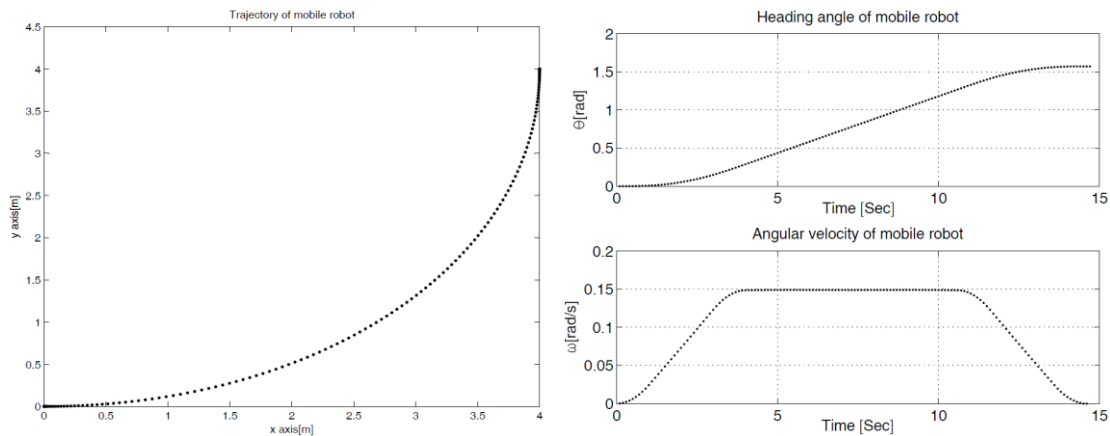 Trajectory of mobile robot
4.5
4
3.5
3
2.5
2
1.5
1
0.5
0
y axis[m]
0 0.5 1 1.5 2 2.5 3 3.5 4
x axis[m]
Heading angle of mobile robot
2
1.5
1
0.5
0
θ[rad]
0 5 10 15
Time [Sec]
Angular velocity of mobile robot
0.2
0.15
0.1
0.05
0
ω[rad/s]
0 5 10 15
Time [Sec]